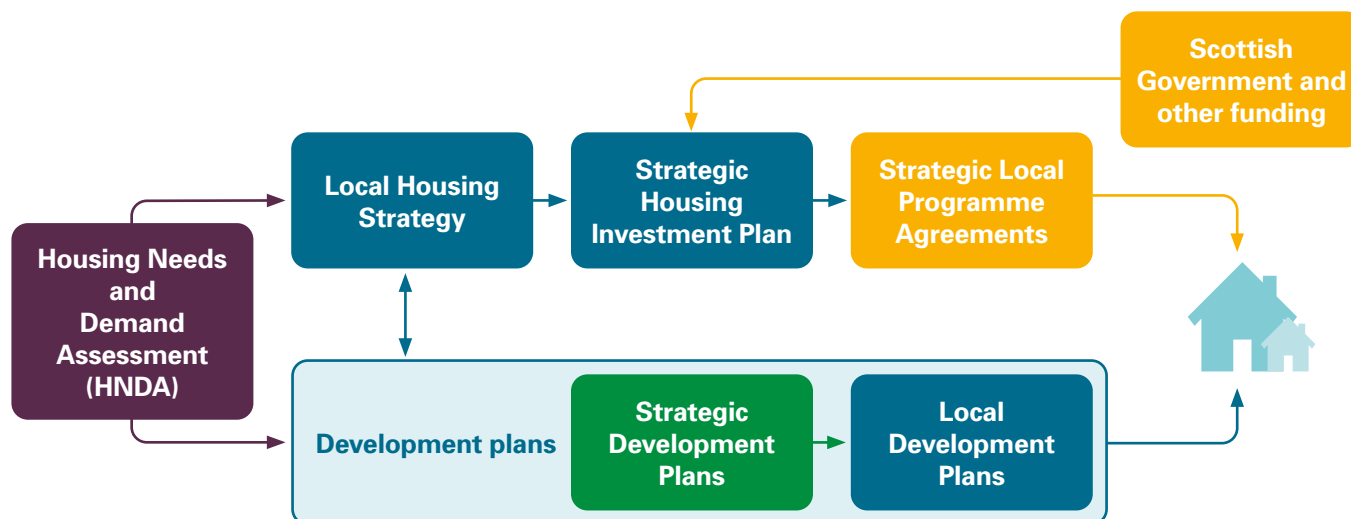 Scottish
Government and
other funding
Local Housing
Strategy
Strategic
Housing
Investment Plan
Strategic Local
Programme
Agreements
Housing Needs
and
Demand
Assessment
(HNDA)
Development plans
Strategic
Development
Plans
Local
Development
Plans